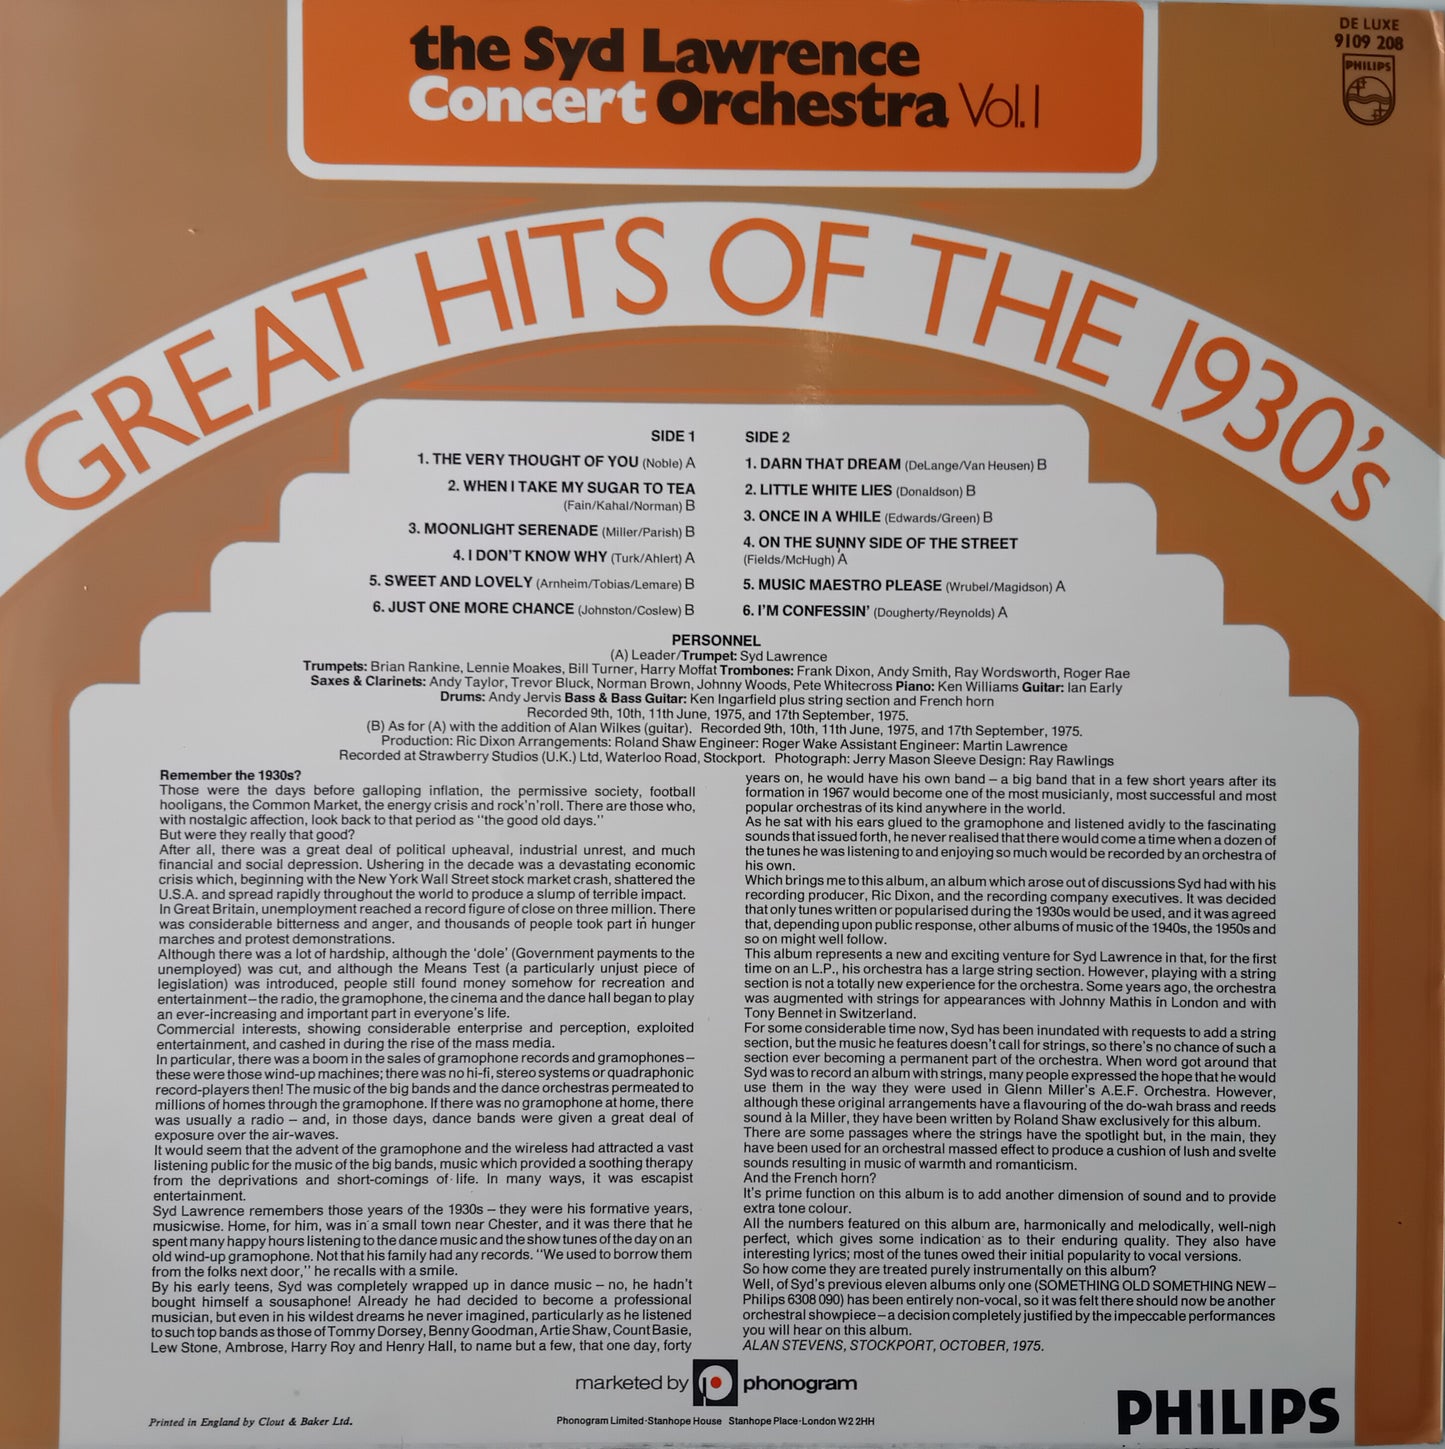 the Syd Lawrence
Concert Orchestra Vol. I
DE LUXE
9109 208
PHILIPS
GREAT HITS OF THE 1930's
SIDE 1
1. THE VERY THOUGHT OF YOU (Noble) A
2. WHEN I TAKE MY SUGAR TO TEA
(Fain/Kahal/Norman) B
3. MOONLIGHT SERENADE (Miller/Parish) B
4. I DON'T KNOW WHY (Turk/Ahlert) A
5. SWEET AND LOVELY (Arnheim/Tobias/Lemare) B
6. JUST ONE MORE CHANCE (Johnston/Coslew) B
SIDE 2
1. DARN THAT DREAM (DeLange/Van Heusen) B
2. LITTLE WHITE LIES (Donaldson) B
3. ONCE IN A WHILE (Edwards/Green) B
4. ON THE SUNNY SIDE OF THE STREET
(Fields/McHugh) A
5. MUSIC MAESTRO PLEASE (Wrubel/Magidson) A
6. I'M CONFESSIN' (Dougherty/Reynolds) A
PERSONNEL
(A) Leader/Trumpet: Syd Lawrence
Trumpets: Brian Rankine, Lennie Moakes, Bill Turner, Harry Moffat Trombones: Frank Dixon, Andy Smith, Ray Wordsworth, Roger Rae
Saxes & Clarinets: Andy Taylor, Trevor Bluck, Norman Brown, Johnny Woods, Pete Whitecross Piano: Ken Williams Guitar: Ian Early
Drums: Andy Jervis Bass & Bass Guitar: Ken Ingarfield plus string section and French horn
Recorded 9th, 10th, 11th June, 1975, and 17th September, 1975.
(B) As for (A) with the addition of Alan Wilkes (guitar). Recorded 9th, 10th, 11th June, 1975, and 17th September, 1975.
Production: Ric Dixon Arrangements: Roland Shaw Engineer: Roger Wake Assistant Engineer: Martin Lawrence
Recorded at Strawberry Studios (U.K.) Ltd, Waterloo Road, Stockport. Photograph: Jerry Mason Sleeve Design: Ray Rawlings
Remember the 1930s?
Those were the days before galloping inflation, the permissive society, football
hooligans, the Common Market, the energy crisis and rock'n'roll. There are those who,
with nostalgic affection, look back to that period as "the good old days."
But were they really that good?
After all, there was a great deal of political upheaval, industrial unrest, and much
financial and social depression. Ushering in the decade was a devastating economic
crisis which, beginning with the New York Wall Street stock market crash, shattered the
U.S.A. and spread rapidly throughout the world to produce a slump of terrible impact.
In Great Britain, unemployment reached a record figure of close on three million. There
was considerable bitterness and anger, and thousands of people took part in hunger
marches and protest demonstrations.
Although there was a lot of hardship, although the 'dole' (Government payments to the
unemployed) was cut, and although the Means Test (a particularly unjust piece of
legislation) was introduced, people still found money somehow for recreation and
entertainment – the radio, the gramophone, the cinema and the dance hall began to play
an ever-increasing and important part in everyone's life.
Commercial interests, showing considerable enterprise and perception, exploited
entertainment, and cashed in during the rise of the mass media.
In particular, there was a boom in the sales of gramophone records and gramophones –
these were those wind-up machines; there was no hi-fi, stereo systems or quadraphonic
record-players then! The music of the big bands and the dance orchestras permeated to
millions of homes through the gramophone. If there was no gramophone at home, there
was usually a radio – and, in those days, dance bands were given a great deal of
exposure over the air-waves.
It would seem that the advent of the gramophone and the wireless had attracted a vast
listening public for the music of the big bands, music which provided a soothing therapy
from the deprivations and short-comings of life. In many ways, it was escapist
entertainment.
Syd Lawrence remembers those years of the 1930s – they were his formative years,
musicwise. Home, for him, was in a small town near Chester, and it was there that he
spent many happy hours listening to the dance music and the show tunes of the day on an
old wind-up gramophone. Not that his family had any records. "We used to borrow them
from the folks next door," he recalls with a smile.
By his early teens, Syd was completely wrapped up in dance music – no, he hadn't
bought himself a sousaphone! Already he had decided to become a professional
musician, but even in his wildest dreams he never imagined, particularly as he listened
to such top bands as those of Tommy Dorsey, Benny Goodman, Artie Shaw, Count Basie,
Lew Stone, Ambrose, Harry Roy and Henry Hall, to name but a few, that one day, forty
years on, he would have his own band – a big band that in a few short years after its
formation in 1967 would become one of the most musicianly, most successful and most
popular orchestras of its kind anywhere in the world.
As he sat with his ears glued to the gramophone and listened avidly to the fascinating
sounds that issued forth, he never realised that there would come a time when a dozen of
the tunes he was listening to and enjoying so much would be recorded by an orchestra of
his own.
Which brings me to this album, an album which arose out of discussions Syd had with his
recording producer, Ric Dixon, and the recording company executives. It was decided
that only tunes written or popularised during the 1930s would be used, and it was agreed
that, depending upon public response, other albums of music of the 1940s, the 1950s and
so on might well follow.
This album represents a new and exciting venture for Syd Lawrence in that, for the first
time on an L.P., his orchestra has a large string section. However, playing with a string
section is not a totally new experience for the orchestra. Some years ago, the orchestra
was augmented with strings for appearances with Johnny Mathis in London and with
Tony Bennet in Switzerland.
For some considerable time now, Syd has been inundated with requests to add a string
section, but the music he features doesn't call for strings, so there's no chance of such a
section ever becoming a permanent part of the orchestra. When word got around that
Syd was to record an album with strings, many people expressed the hope that he would
use them in the way they were used in Glenn Miller's A.E.F. Orchestra. However,
although these original arrangements have a flavouring of the do-wah brass and reeds
sound à la Miller, they have been written by Roland Shaw exclusively for this album.
There are some passages where the strings have the spotlight but, in the main, they
have been used for an orchestral massed effect to produce a cushion of lush and svelte
sounds resulting in music of warmth and romanticism.
And the French horn?
It's prime function on this album is to add another dimension of sound and to provide
extra tone colour.
All the numbers featured on this album are, harmonically and melodically, well-nigh
perfect, which gives some indication as to their enduring quality. They also have
interesting lyrics; most of the tunes owed their initial popularity to vocal versions.
So how come they are treated purely instrumentally on this album?
Well, of Syd's previous eleven albums only one (SOMETHING OLD SOMETHING NEW –
Philips 6308 090) has been entirely non-vocal, so it was felt there should now be another
orchestral showpiece – a decision completely justified by the impeccable performances
you will hear on this album.
ALAN STEVENS, STOCKPORT, OCTOBER, 1975.
marketed by phonogram
Printed in England by Clout & Baker Ltd.
Phonogram Limited·Stanhope House Stanhope Place·London W2 2HH
PHILIPS